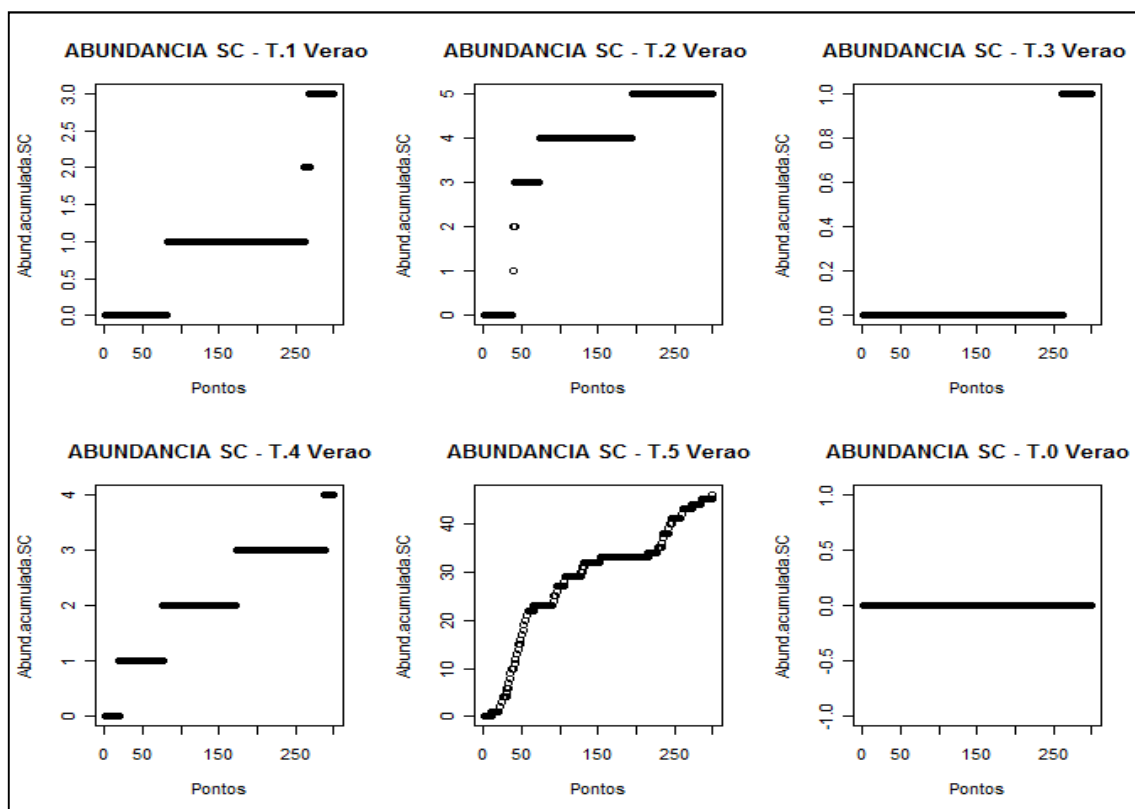 ABUNDANCIA SC - T.1 Verao
Abund.acumulada.SC
3.0
2.5
2.0
1.5
1.0
0.5
0.0
0 50 150 250
Pontos
ABUNDANCIA SC - T.2 Verao
Abund.acumulada.SC
5
4
3
2
1
0
0 50 150 250
Pontos
ABUNDANCIA SC - T.3 Verao
Abund.acumulada.SC
1.0
0.8
0.6
0.4
0.2
0.0
0 50 150 250
Pontos
ABUNDANCIA SC - T.4 Verao
Abund.acumulada.SC
4
3
2
1
0
0 50 150 250
Pontos
ABUNDANCIA SC - T.5 Verao
Abund.acumulada.SC
40
30
20
10
0
0 50 150 250
Pontos
ABUNDANCIA SC - T.0 Verao
Abund.acumulada.SC
1.0
0.5
0.0
-0.5
-1.0
0 50 150 250
Pontos